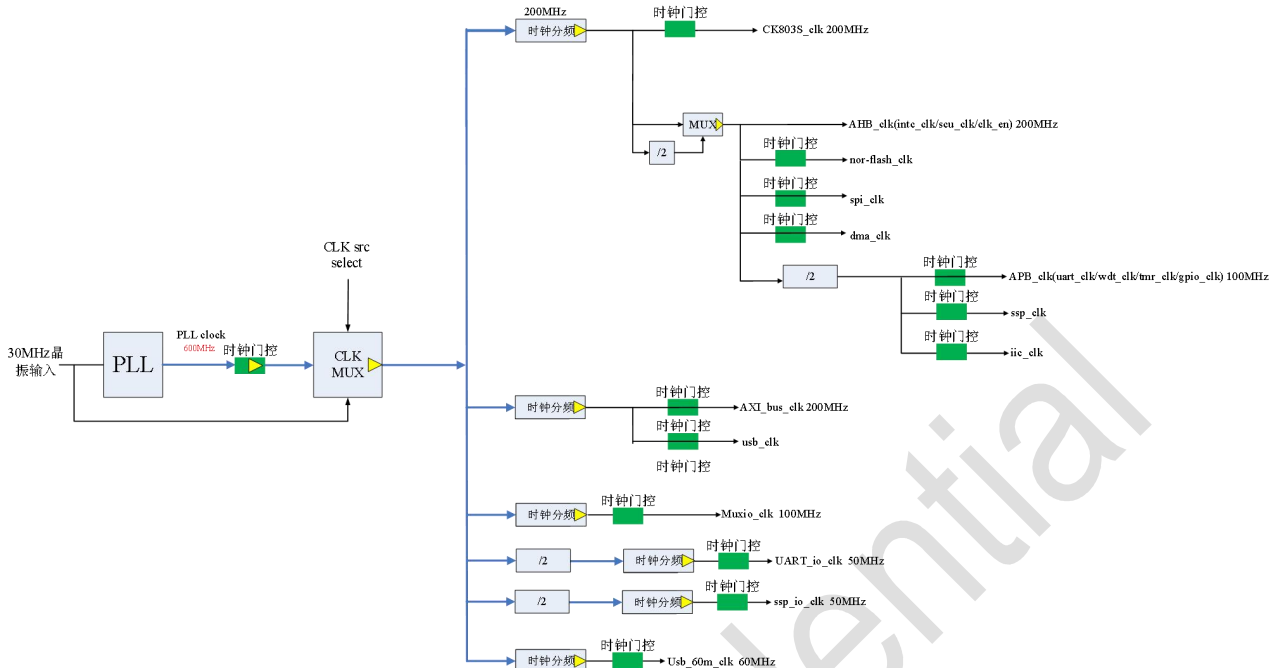 200MHz
时钟分频
时钟门控
CK803S_clk 200MHz
MUX
/2
AHB_clk(intc_clk/scu_clk/clk_en) 200MHz
时钟门控
nor-flash_clk
时钟门控
spi_clk
时钟门控
dma_clk
/2
时钟门控
APB_clk(uart_clk/wdt_clk/tmr_clk/gpio_clk) 100MHz
时钟门控
ssp_clk
时钟门控
iic_clk
CLK src
select
30MHz晶
振输入
PLL
PLL clock
600MHz
时钟门控
CLK
MUX
时钟分频
时钟门控
AXI_bus_clk 200MHz
时钟门控
usb_clk
时钟门控
时钟分频
时钟门控
Muxio_clk 100MHz
/2
时钟分频
时钟门控
UART_io_clk 50MHz
/2
时钟分频
时钟门控
ssp_io_clk 50MHz
时钟分频
时钟门控
Usb_60m_clk 60MHz
dential